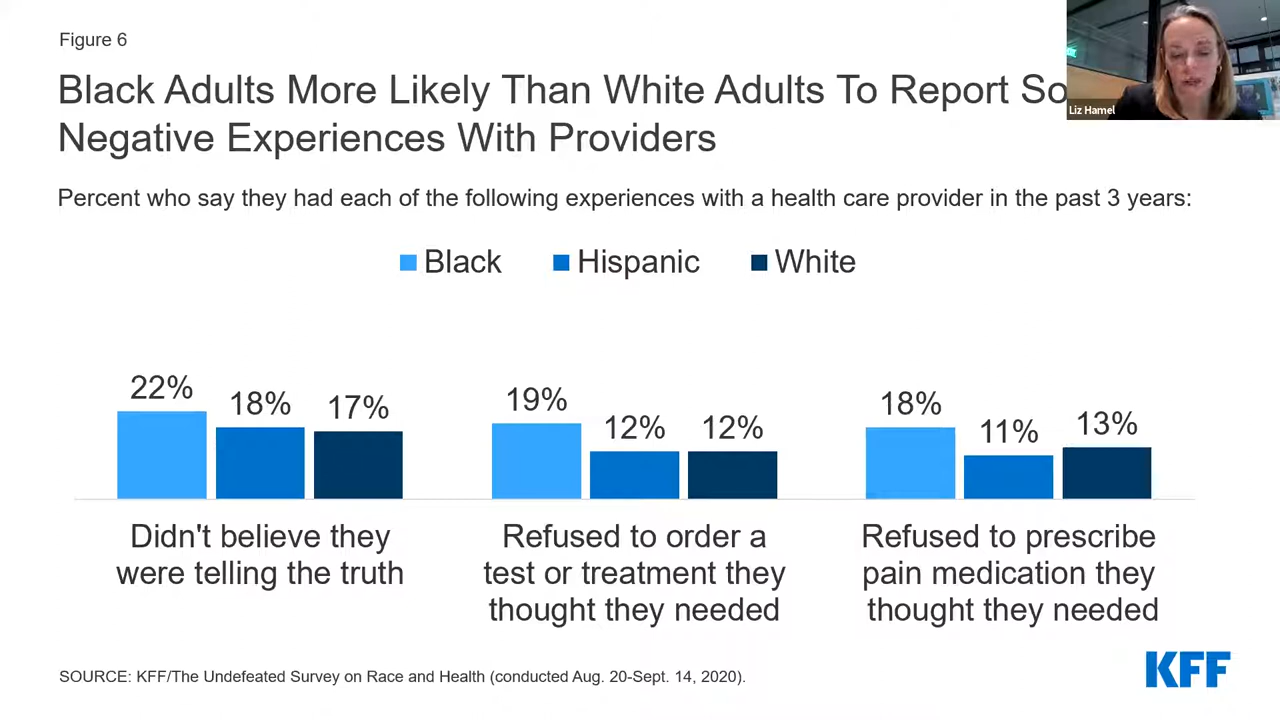 Figure 6
Black Adults More Likely Than White Adults To Report
Negative Experiences With Providers
Liz Hamel
Percent who say they had each of the following experiences with a health care provider in the past 3 years:
Black Hispanic White
22% 18% 17% 19% 12% 12% 18% 11% 13%
Didn't believe they
were telling the truth
Refused to order a
test or treatment they
thought they needed
Refused to prescribe
pain medication they
thought they needed
SOURCE: KFF/The Undefeated Survey on Race and Health (conducted Aug. 20-Sept. 14, 2020).
KFF